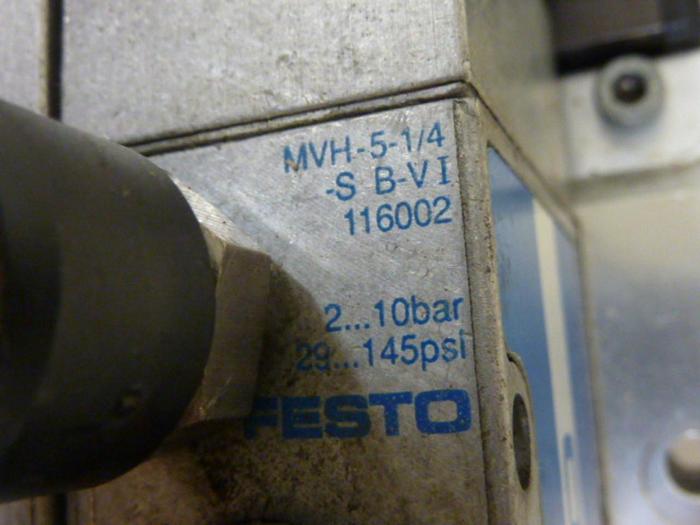 MVH-5-1/4
-S B-VI
116002
2...10bar
29...145psi
FESTO